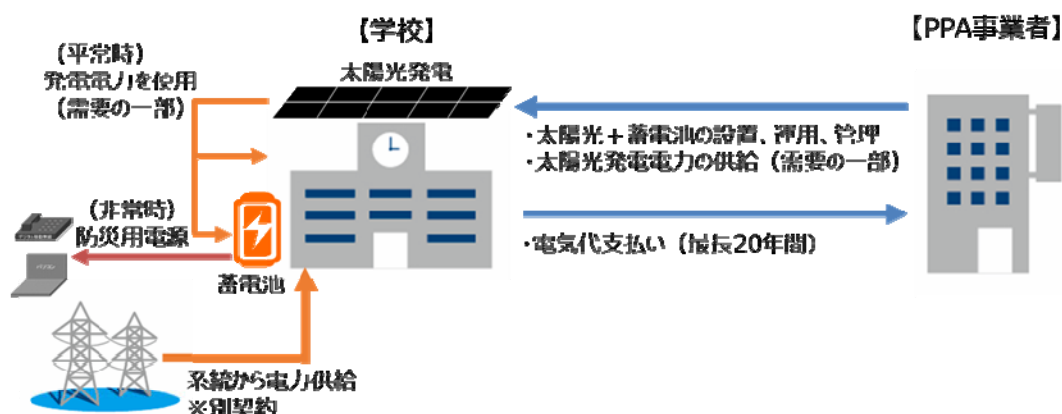 【学校】
【PPA事業者】
(平常時)
発電電力を使用
(需要の一部)
太陽光発電
・太陽光+蓄電池の設置、運用、管理
・太陽光発電電力の供給(需要の一部)
(非常時)
防災用電源
・電気代支払い(最長20年間)
パソコン
蓄電池
系統から電力供給
※別契約